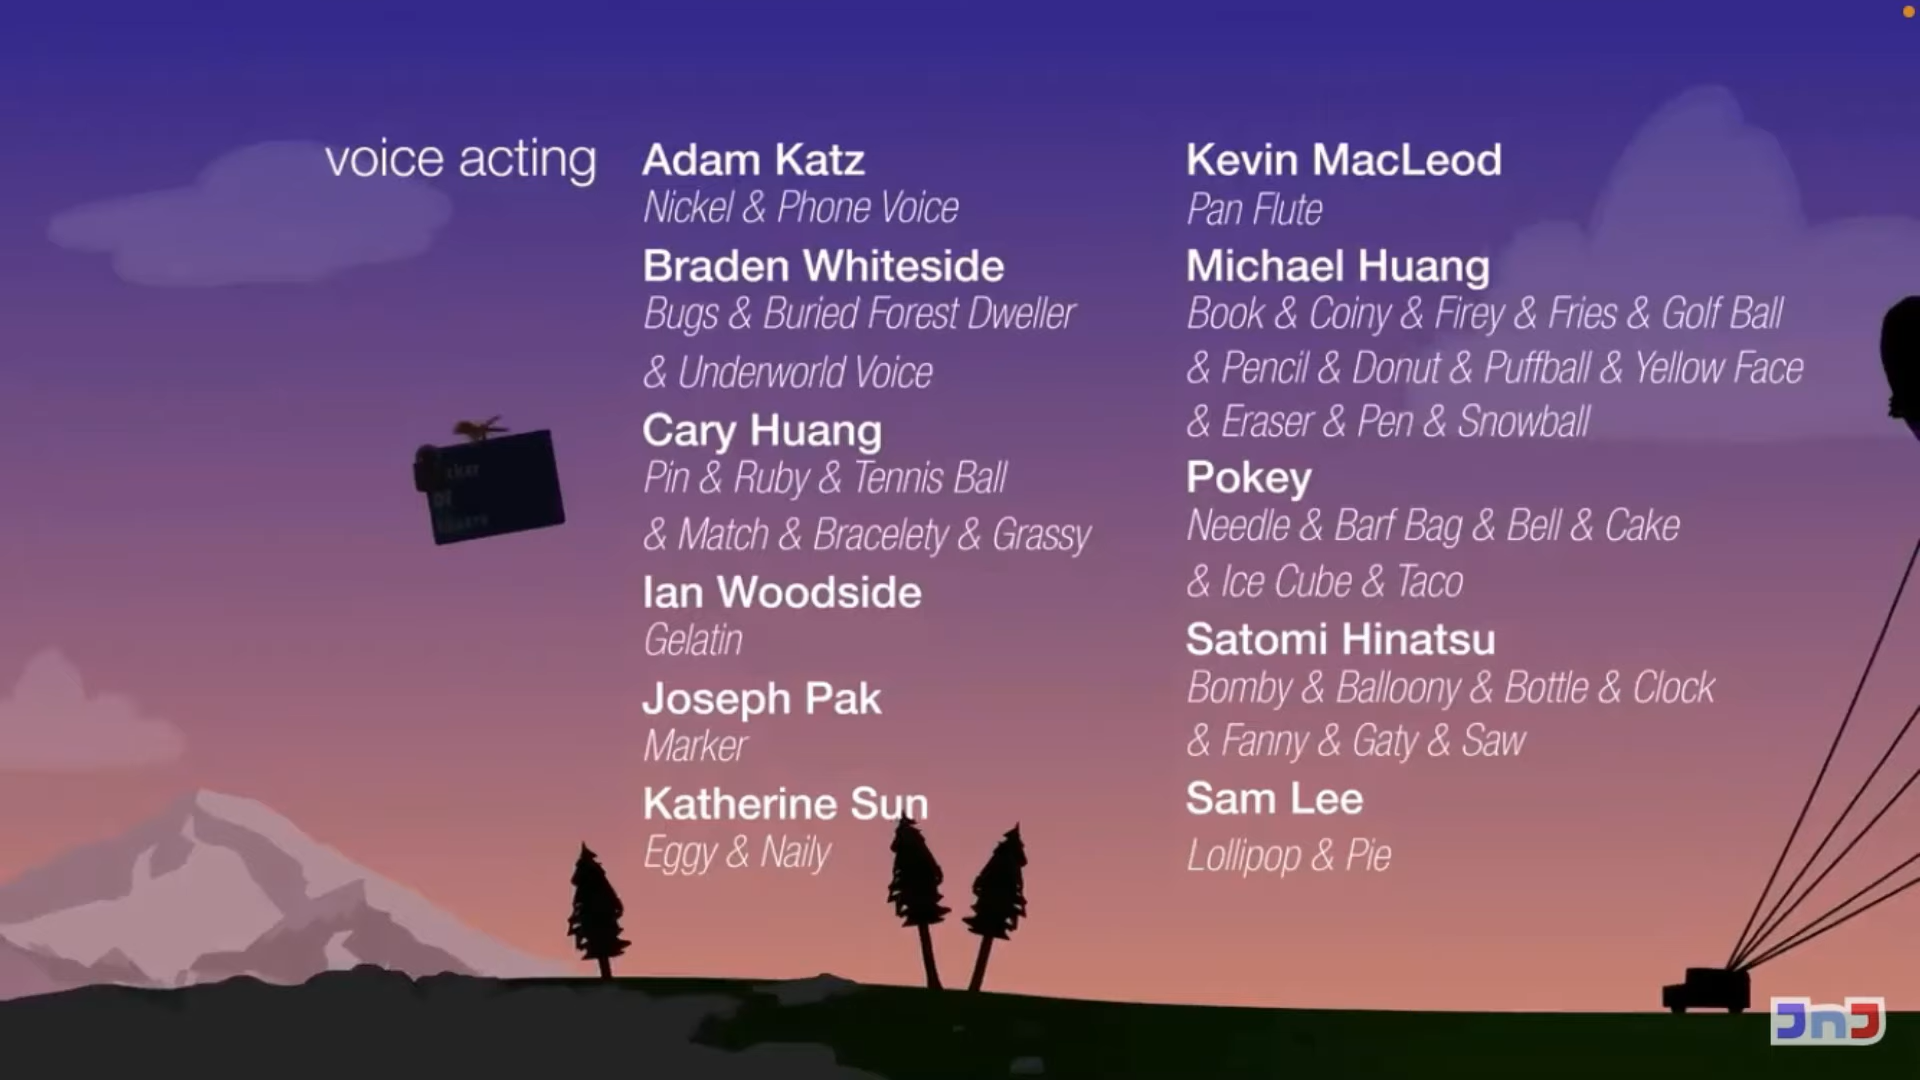 voice acting
Adam Katz
Nickel & Phone Voice
Braden Whiteside
Bugs & Buried Forest Dweller
& Underworld Voice
Cary Huang
Pin & Ruby & Tennis Ball
& Match & Bracelety & Grassy
Ian Woodside
Gelatin
Joseph Pak
Marker
Katherine Sun
Eggy & Naily
Kevin MacLeod
Pan Flute
Michael Huang
Book & Coiny & Firey & Fries & Golf Ball
& Pencil & Donut & Puffball & Yellow Face
& Eraser & Pen & Snowball
Pokey
Needle & Barf Bag & Bell & Cake
& Ice Cube & Taco
Satomi Hinatsu
Bomby & Balloony & Bottle & Clock
& Fanny & Gaty & Saw
Sam Lee
Lollipop & Pie
JnJ